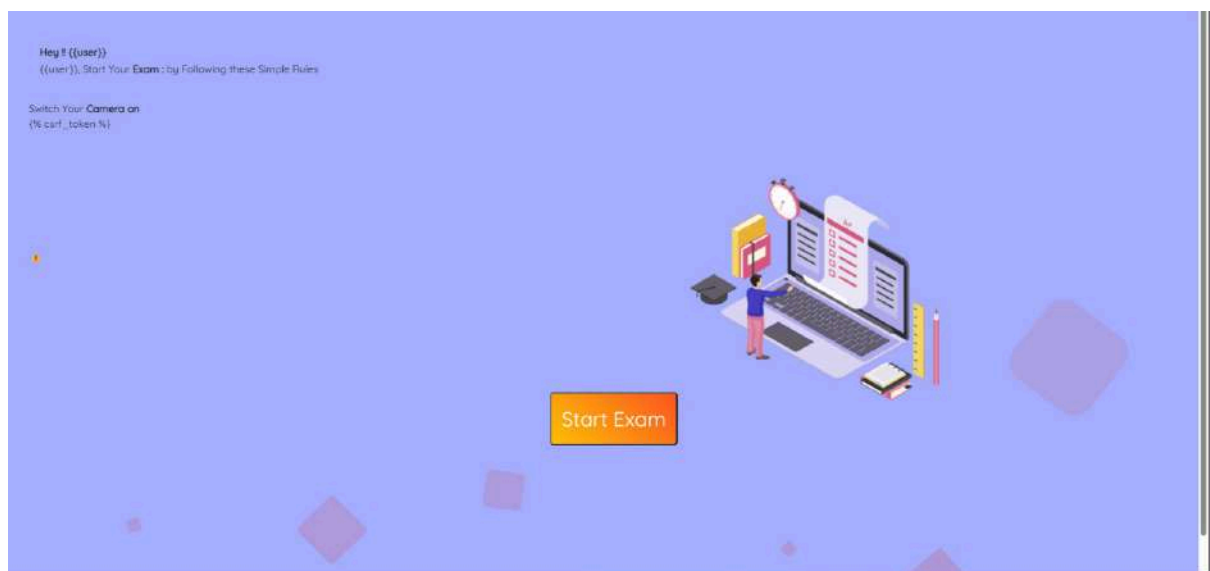 Hey !! {{user}}
{{user}}, Start Your Exam : by Following these Simple Rules
Switch Your Camera on
{% csrf_token %}
Start Exam